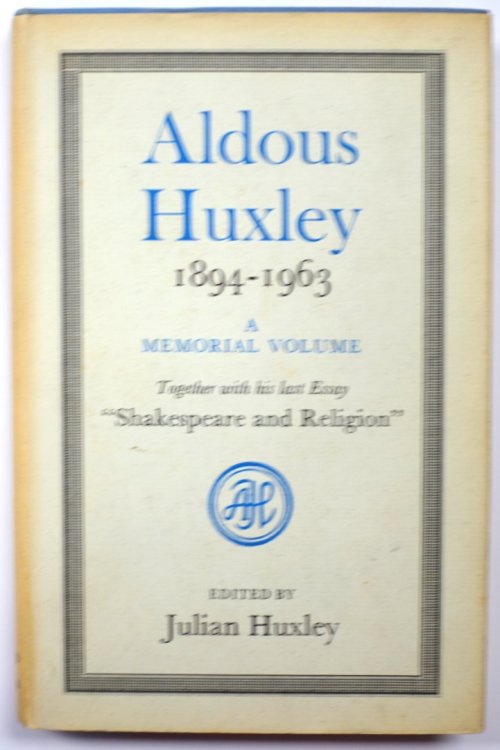 Aldous
Huxley
1894-1963
A
MEMORIAL VOLUME
Together with his last Essay
“Shakespeare and Religion”
AH
EDITED BY
Julian Huxley